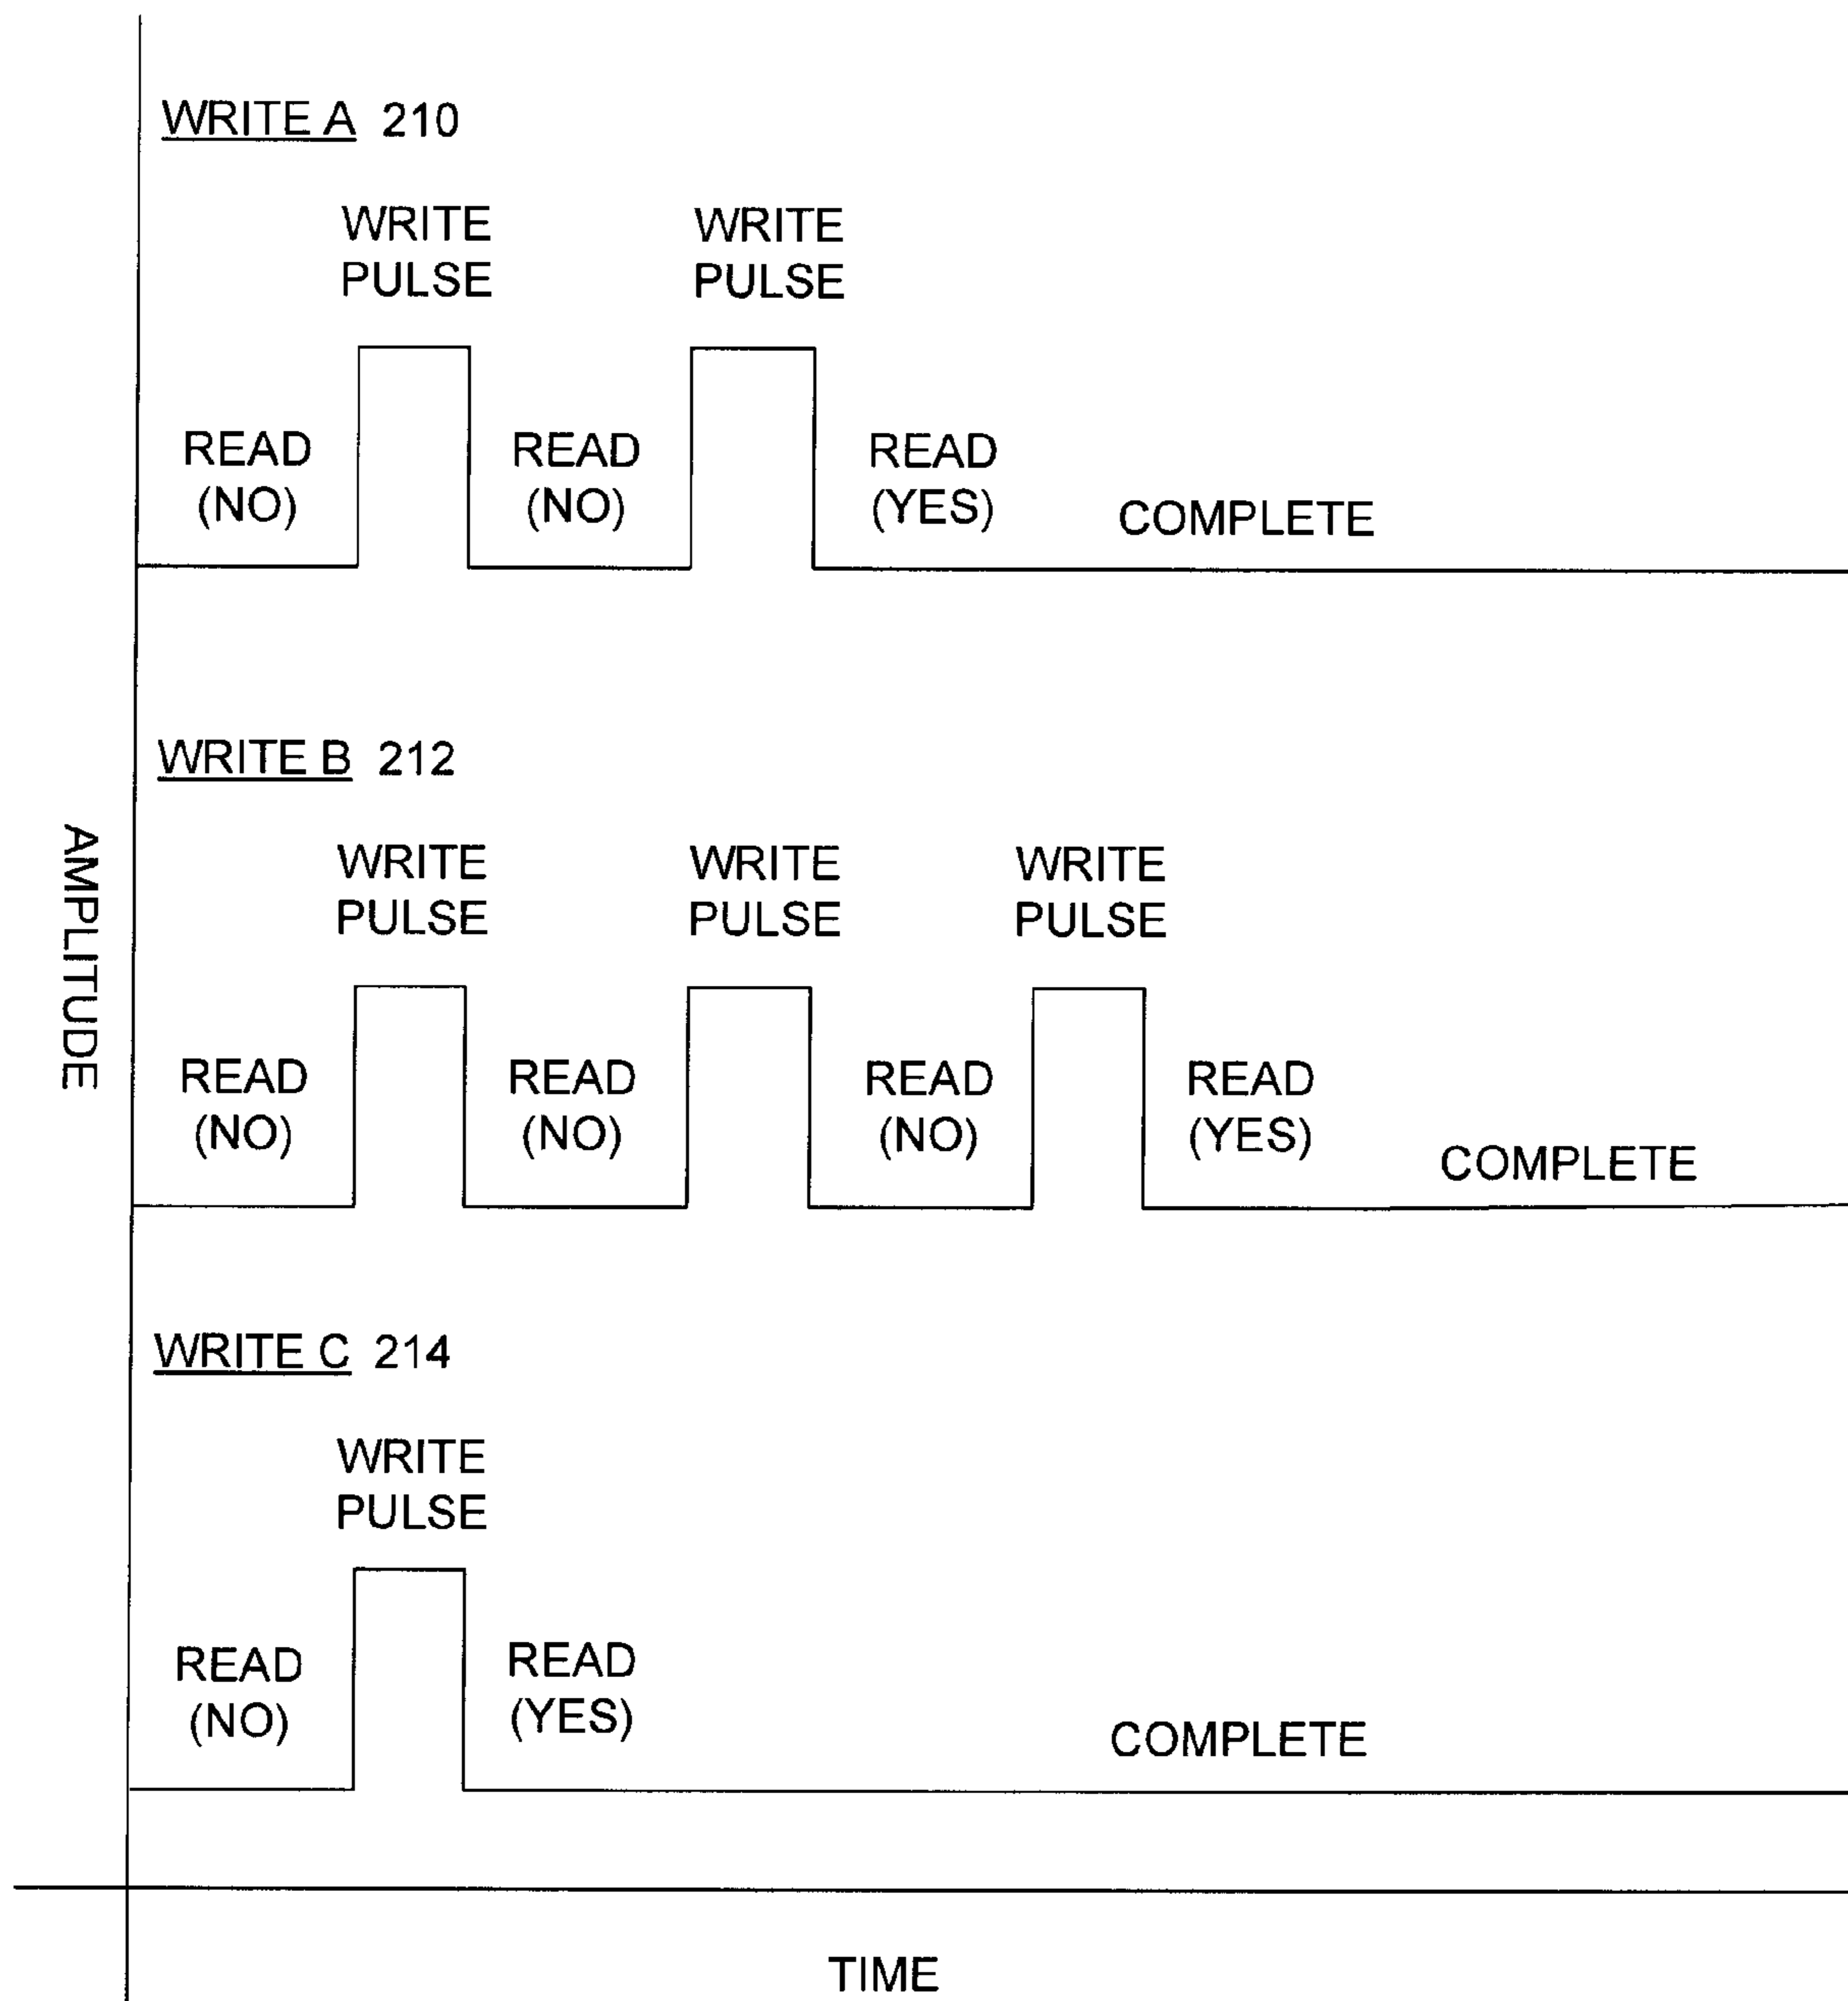 WRITE A 210
WRITE WRITE
PULSE PULSE
READ READ READ
(NO) (NO) (YES)
COMPLETE
WRITE B 212
AMPLITUDE
WRITE WRITE WRITE
PULSE PULSE PULSE
READ READ READ READ
(NO) (NO) (NO) (YES)
COMPLETE
WRITE C 214
WRITE
PULSE
READ READ
(NO) (YES)
COMPLETE
TIME